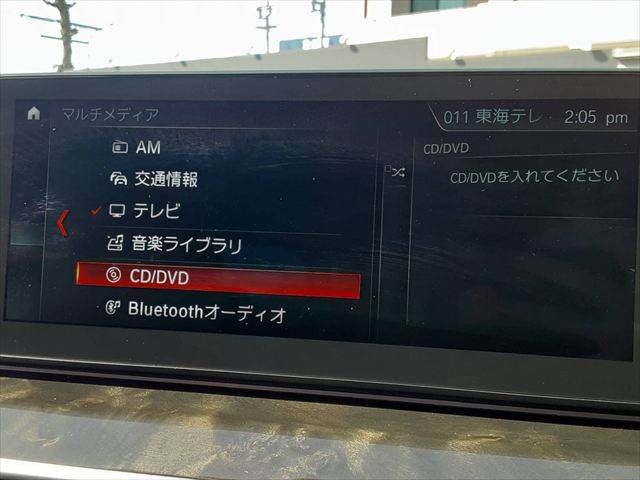 マルチメディア
011 東海テレ 2:05 pm
AM
交通情報
テレビ
音楽ライブラリ
CD/DVD
Bluetoothオーディオ
CD/DVD
CD/DVDを入れてください